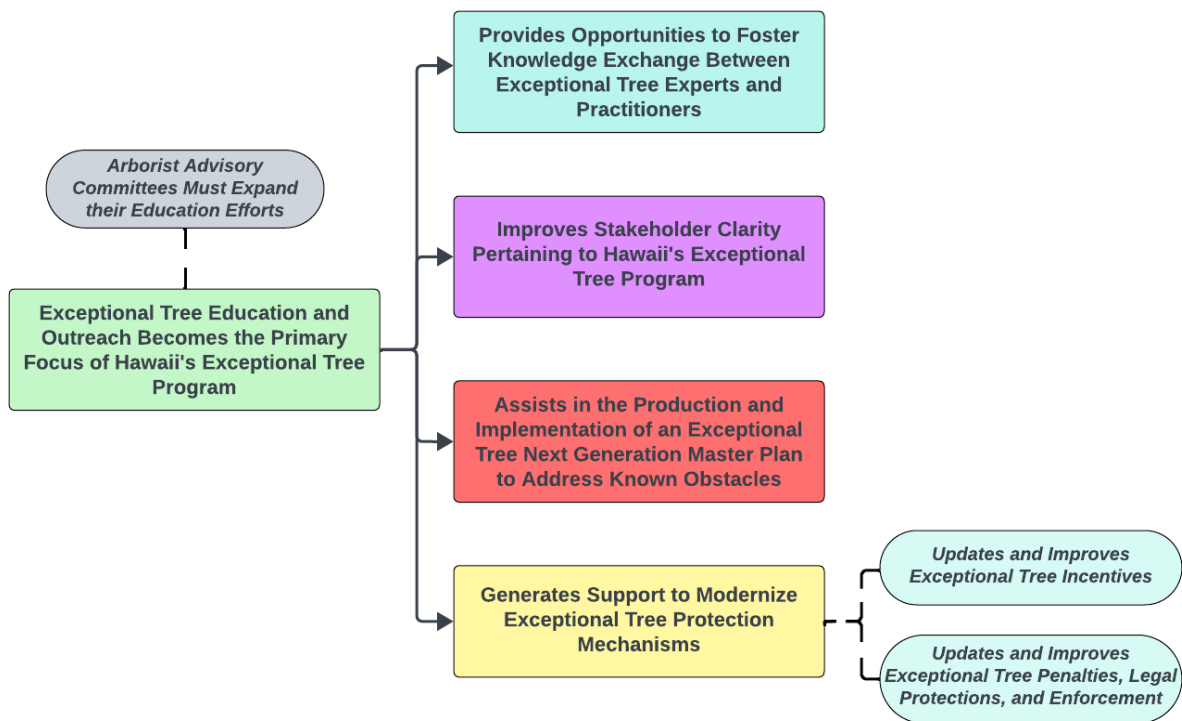 Provides Opportunities to Foster
Knowledge Exchange Between
Exceptional Tree Experts and
Practitioners
Arborist Advisory
Committees Must Expand
their Education Efforts
Exceptional Tree Education and
Outreach Becomes the Primary
Focus of Hawaii's Exceptional Tree
Program
Improves Stakeholder Clarity
Pertaining to Hawaii's Exceptional
Tree Program
Assists in the Production and
Implementation of an Exceptional
Tree Next Generation Master Plan
to Address Known Obstacles
Generates Support to Modernize
Exceptional Tree Protection
Mechanisms
Updates and Improves
Exceptional Tree Incentives
Updates and Improves
Exceptional Tree Penalties, Legal
Protections, and Enforcement